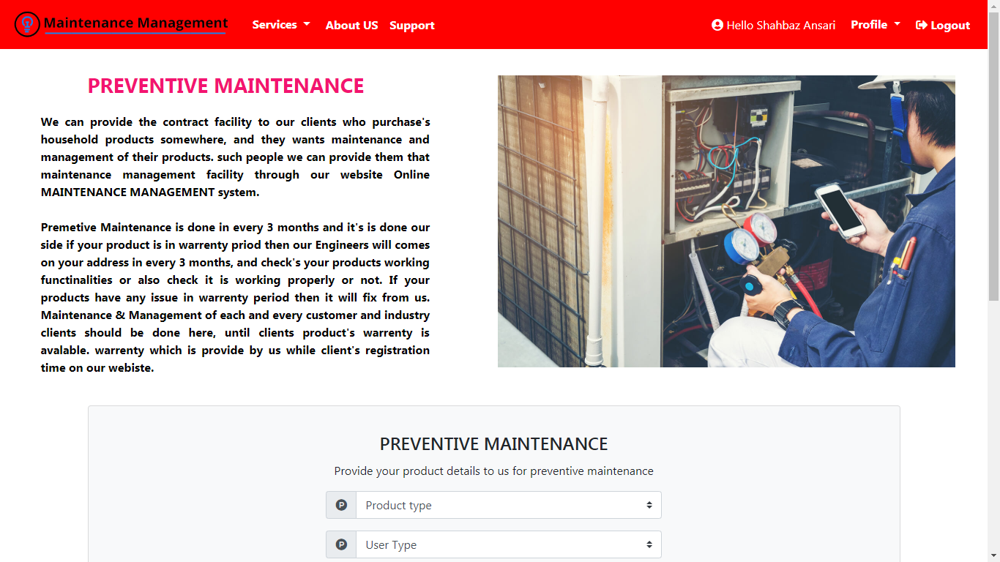 Maintenance Management
Services
About US
Support
Hello Shahbaz Ansari
Profile
Logout
PREVENTIVE MAINTENANCE
We can provide the contract facility to our clients who purchase's
household products somewhere, and they wants maintenance and
management of their products. such people we can provide them that
maintenance management facility through our website Online
MAINTENANCE MANAGEMENT system.
Premetive Maintenance is done in every 3 months and it's is done our
side if your product is in warrenty priod then our Engineers will comes
on your address in every 3 months, and check's your products working
functinalities or also check it is working properly or not. If your
products have any issue in warrenty period then it will fix from us.
Maintenance & Management of each and every customer and industry
clients should be done here, until clients product's warrenty is
avalable. warrenty which is provide by us while client's registration
time on our webiste.
PREVENTIVE MAINTENANCE
Provide your product details to us for preventive maintenance
P Product type
P User Type